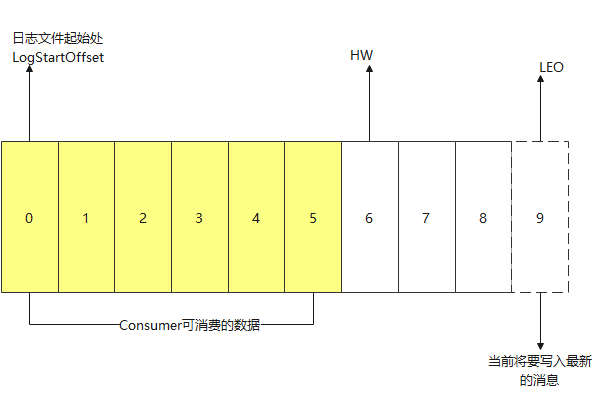 日志文件起始处
LogStartOffset
HW
LEO
0 1 2 3 4 5 6 7 8 9
Consumer可消费的数据
当前将要写入最新
的消息